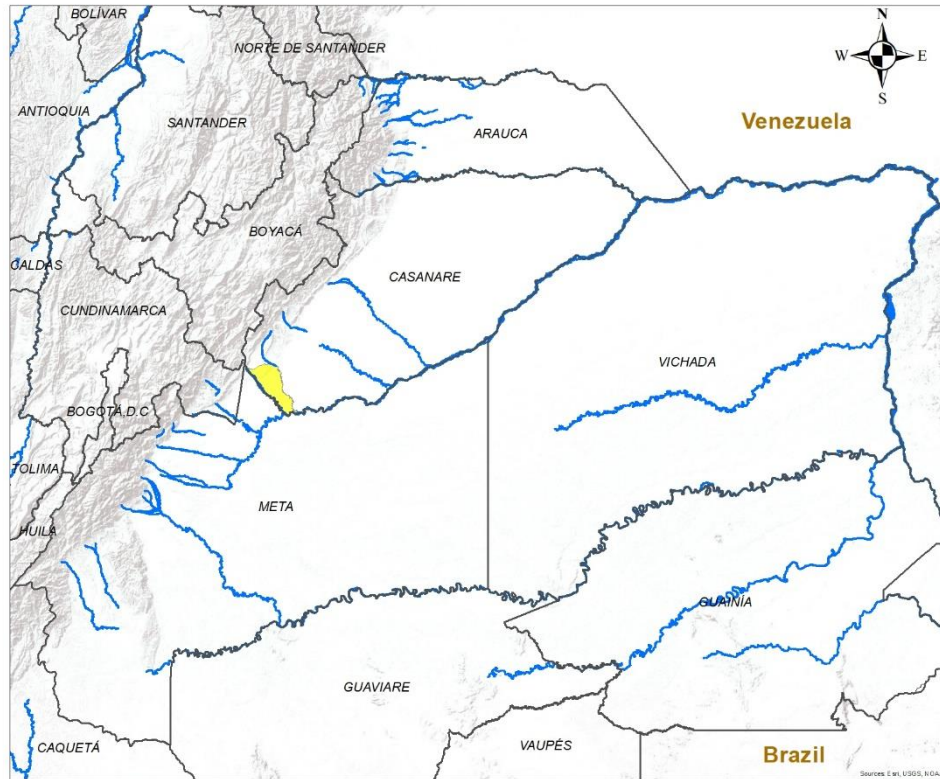 BOLÍVAR
NORTE DE SANTANDER
N
W
E
S
ANTIOQUIA
SANTANDER
ARAUCA
Venezuela
BOYACÁ
CALDAS
CASANARE
CUNDINAMARCA
VICHADA
BOGOTÁ D.C
TOLIMA
META
HUILA
GUAINÍA
GUAVIARE
CAQUETÁ
VAUPÉS
Brazil
Sources: Esri, USGS, NOAA